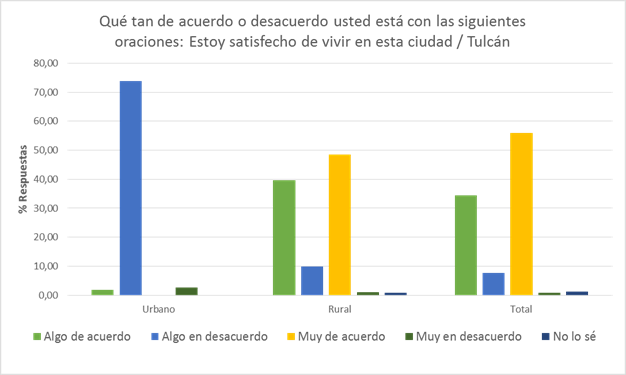 Qué tan de acuerdo o desacuerdo usted está con las siguientes
oraciones: Estoy satisfecho de vivir en esta ciudad / Tulcán
80,00
70,00
60,00
50,00
40,00
30,00
20,00
10,00
0,00
% Respuestas
Urbano Rural Total
Algo de acuerdo Algo en desacuerdo Muy de acuerdo Muy en desacuerdo No lo sé